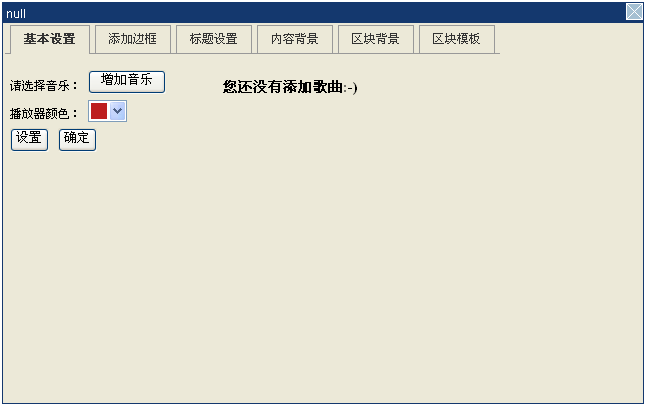 null
基本设置 添加边框 标题设置 内容背景 区块背景 区块模板
请选择音乐： 增加音乐 您还没有添加歌曲:-)
播放器颜色：
设置 确定